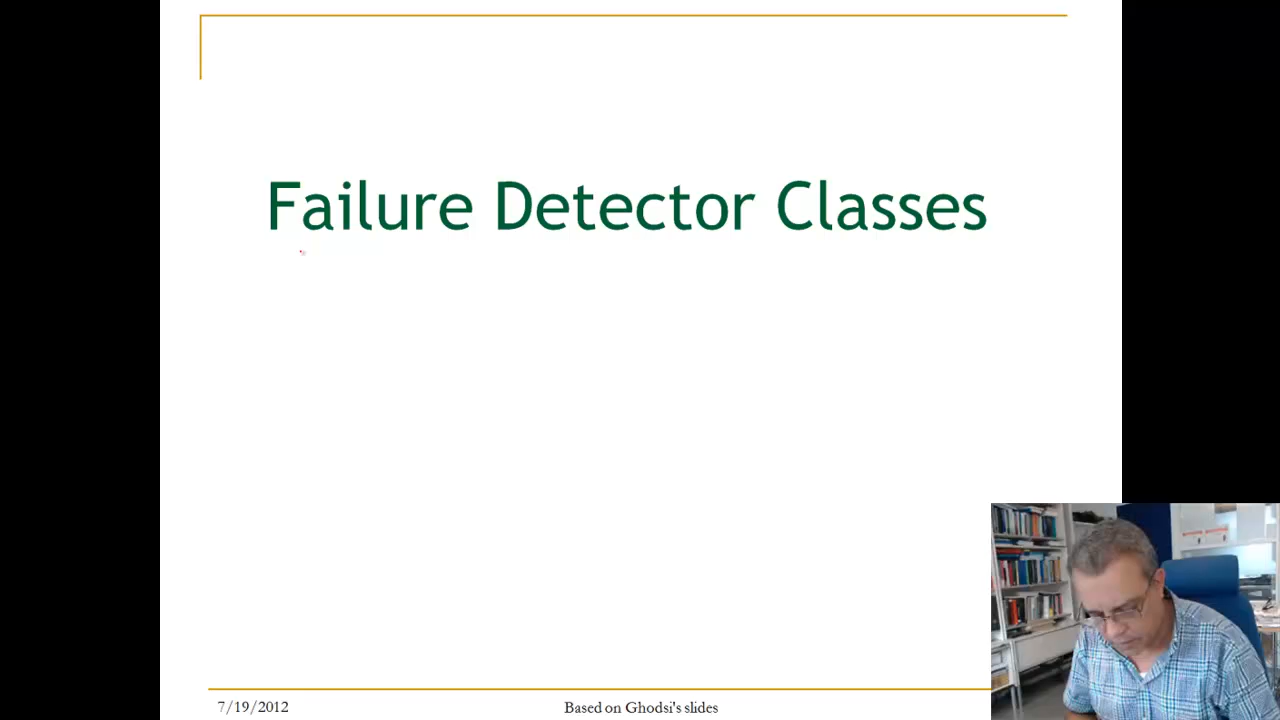 Failure Detector Classes
7/19/2012
Based on Ghodsi's slides